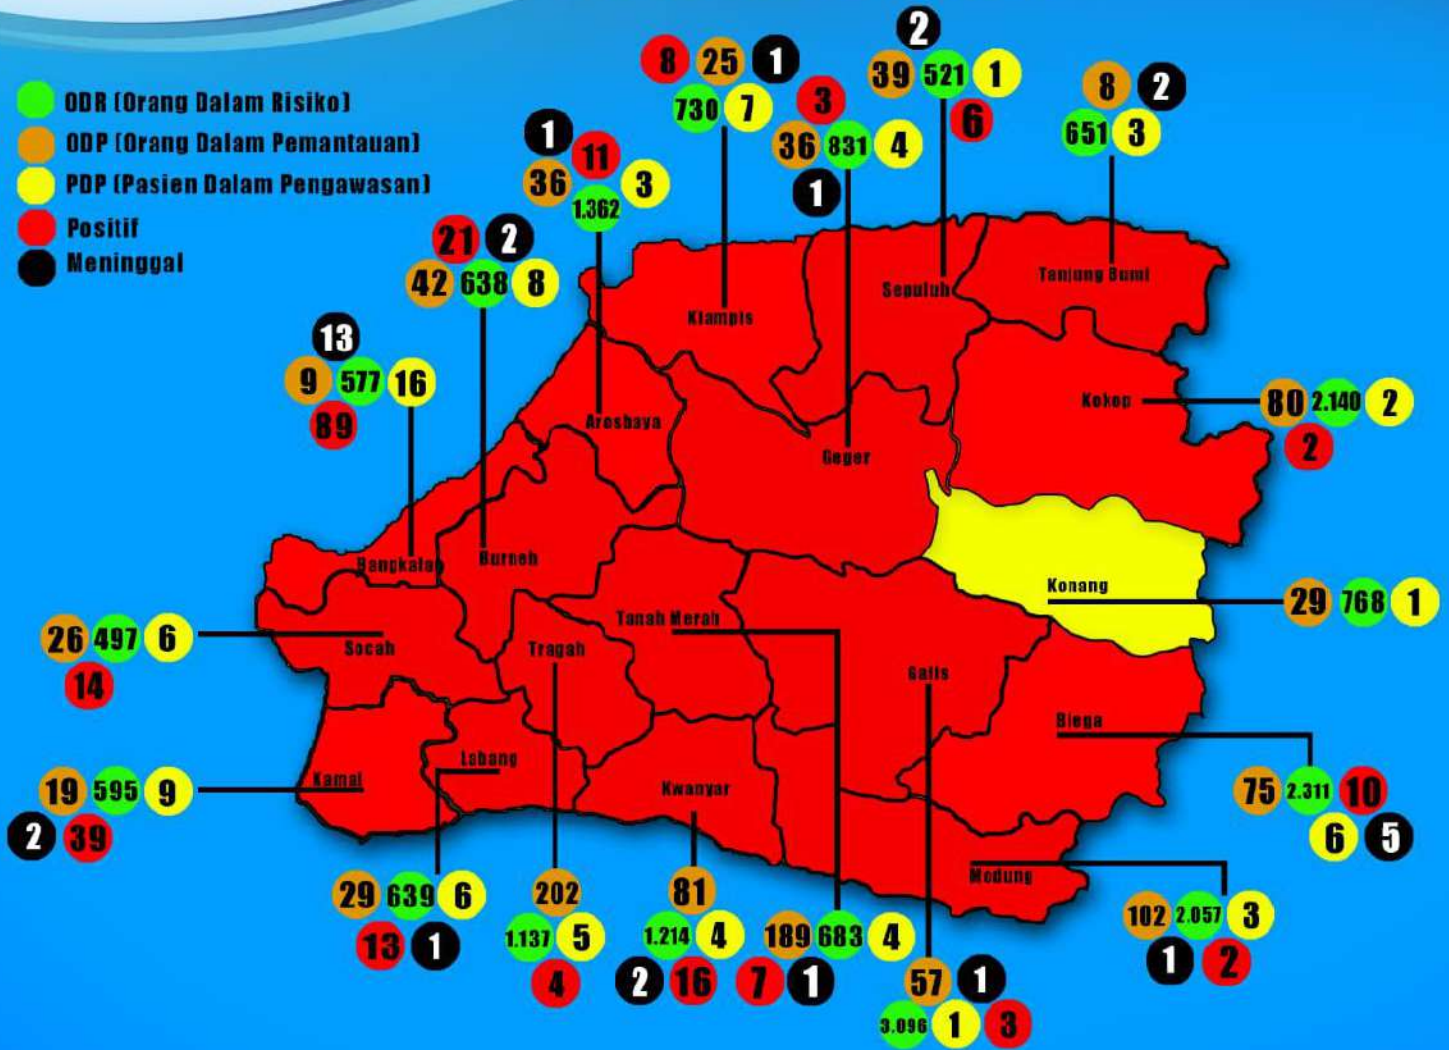 ODR (Orang Dalam Risiko)
ODP (Orang Dalam Pemantauan)
PDP (Pasien Dalam Pengawasan)
Positif
Meninggal
2
39 521 1
6
8 25 1
730 7
8 2
651 3
3
36 831 4
1
1 11
36 3
1.362
21 2
42 638 8
13
9 577 16
89
Klampis
Sepuluh
Tanjung Bumi
Arosbaya
Geger
Kokop
80 2.140 2
2
Bangkalan
Burneh
Konang
29 768 1
26 497 6
14
Socah
Tragah
Tanah Merah
Galis
Blega
75 2.311 10
6 5
Kamal
19 595 9
2 39
Labang
Kwanyar
Modung
29 639 6
13 1
202
1.137 5
4
81
1.214 4
2 16
189 683 4
7 1
57 1
3.096 1 3
102 2.057 3
1 2